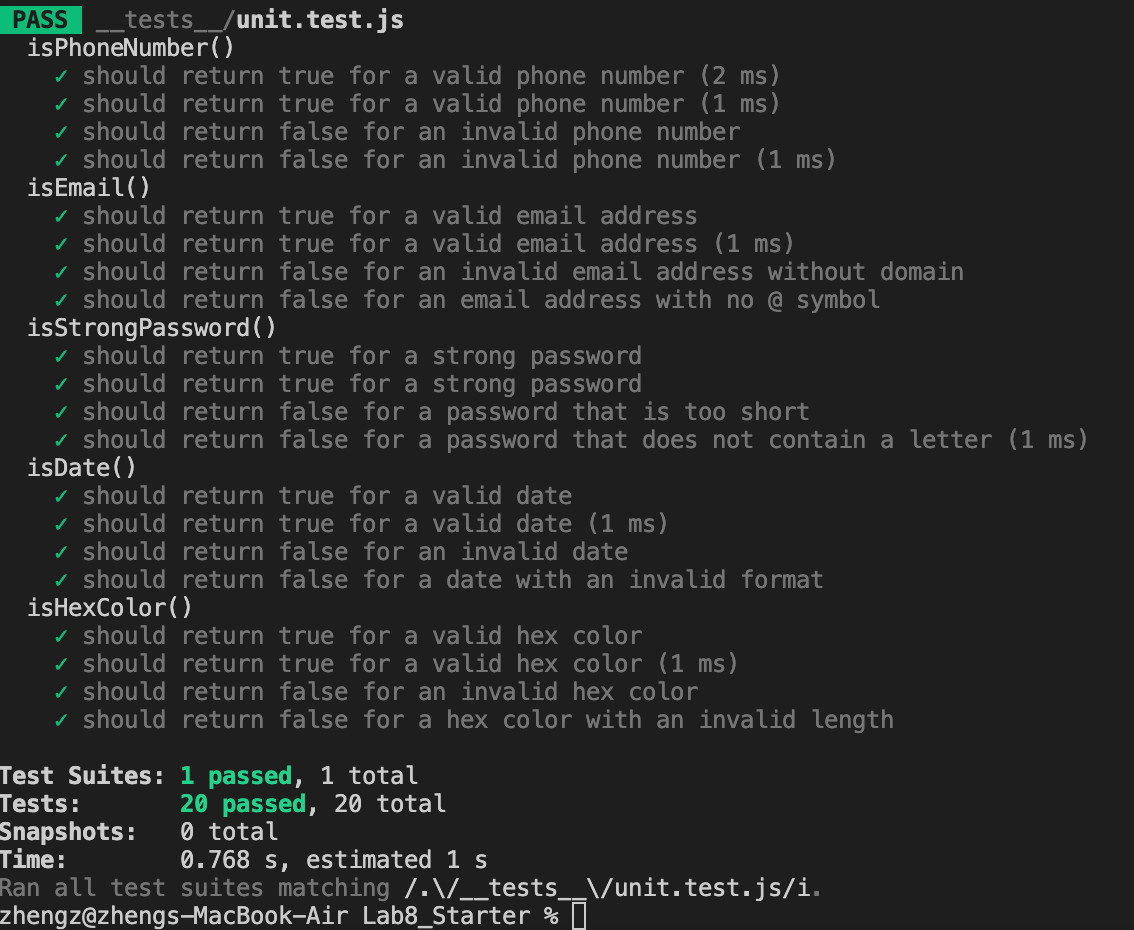 PASS __tests__/unit.test.js
isPhoneNumber()
✓ should return true for a valid phone number (2 ms)
✓ should return true for a valid phone number (1 ms)
✓ should return false for an invalid phone number
✓ should return false for an invalid phone number (1 ms)
isEmail()
✓ should return true for a valid email address
✓ should return true for a valid email address (1 ms)
✓ should return false for an invalid email address without domain
✓ should return false for an email address with no @ symbol
isStrongPassword()
✓ should return true for a strong password
✓ should return true for a strong password
✓ should return false for a password that is too short
✓ should return false for a password that does not contain a letter (1 ms)
isDate()
✓ should return true for a valid date
✓ should return true for a valid date (1 ms)
✓ should return false for an invalid date
✓ should return false for a date with an invalid format
isHexColor()
✓ should return true for a valid hex color
✓ should return true for a valid hex color (1 ms)
✓ should return false for an invalid hex color
✓ should return false for a hex color with an invalid length
Test Suites: 1 passed, 1 total
Tests: 20 passed, 20 total
Snapshots: 0 total
Time: 0.768 s, estimated 1 s
Ran all test suites matching /.\/__tests__\/unit.test.js/i.
zhengz@zhengs-MacBook-Air Lab8_Starter %